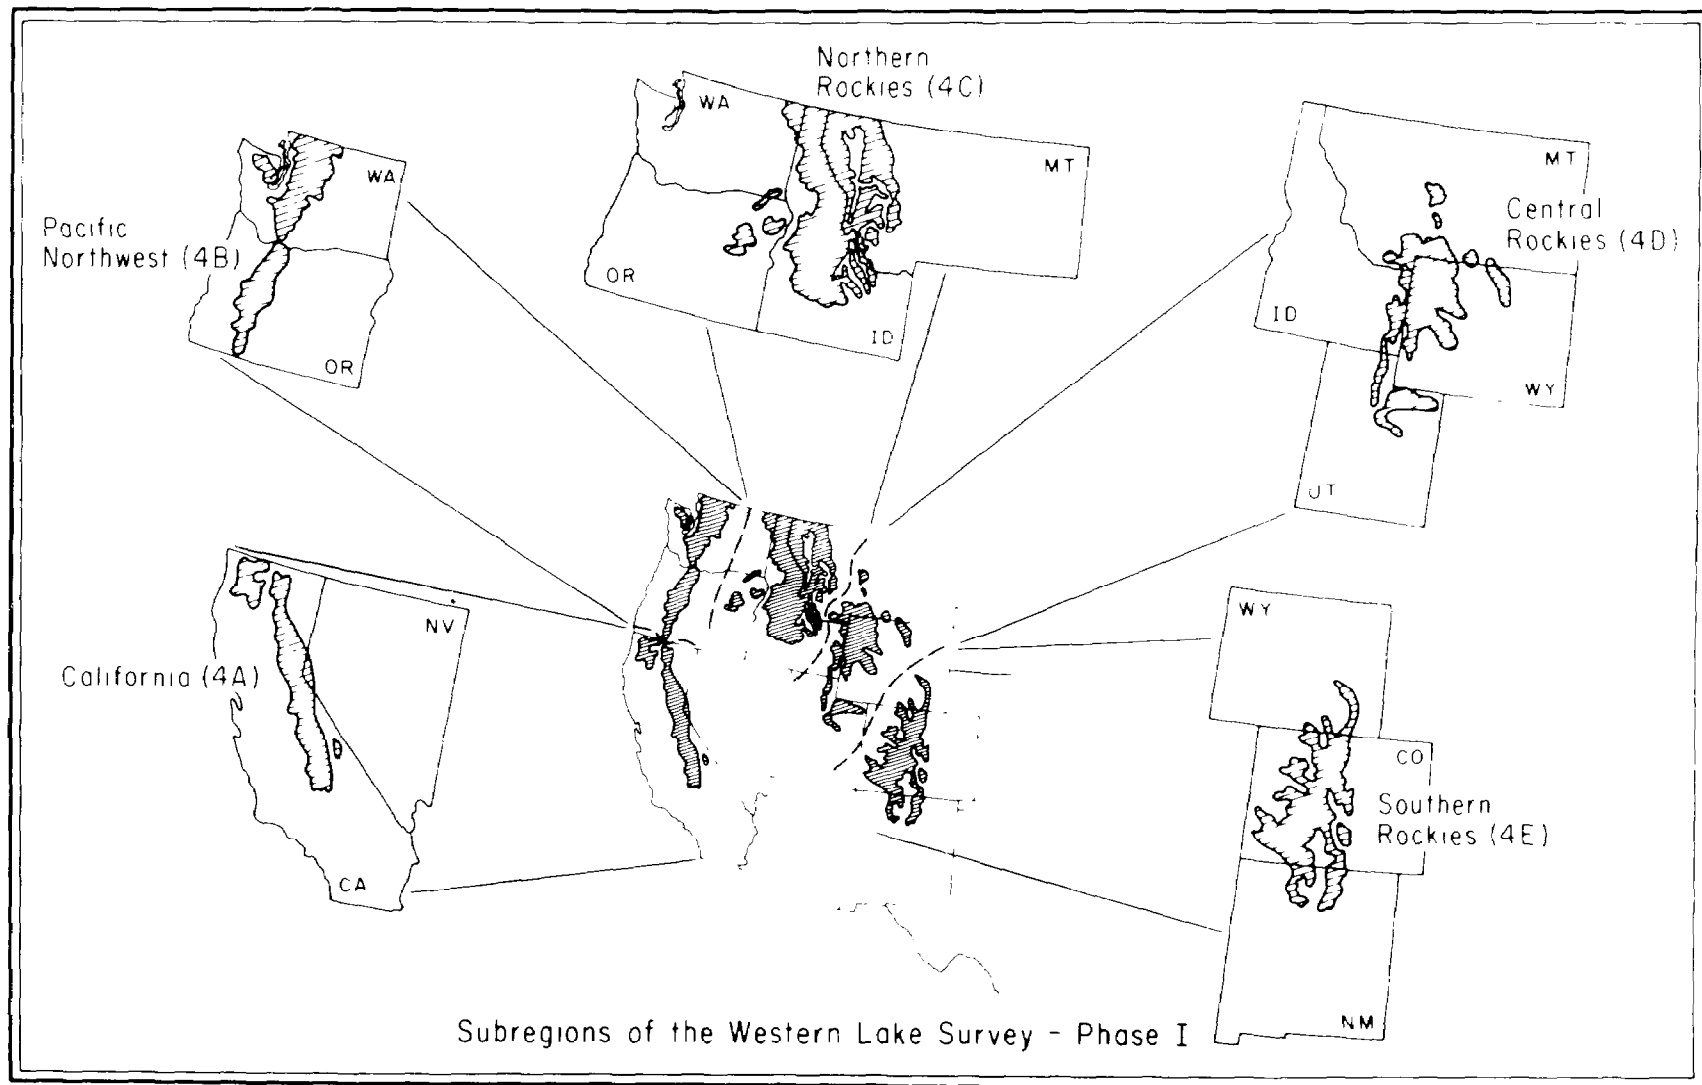 Northern
Rockies (4C)
WA
MT
OR
ID
WA
Pacific
Northwest (4B)
OR
MT
Central
Rockies (4D)
ID
WY
UT
NV
California (4A)
CA
WY
CO
Southern
Rockies (4E)
NM
Subregions of the Western Lake Survey - Phase I